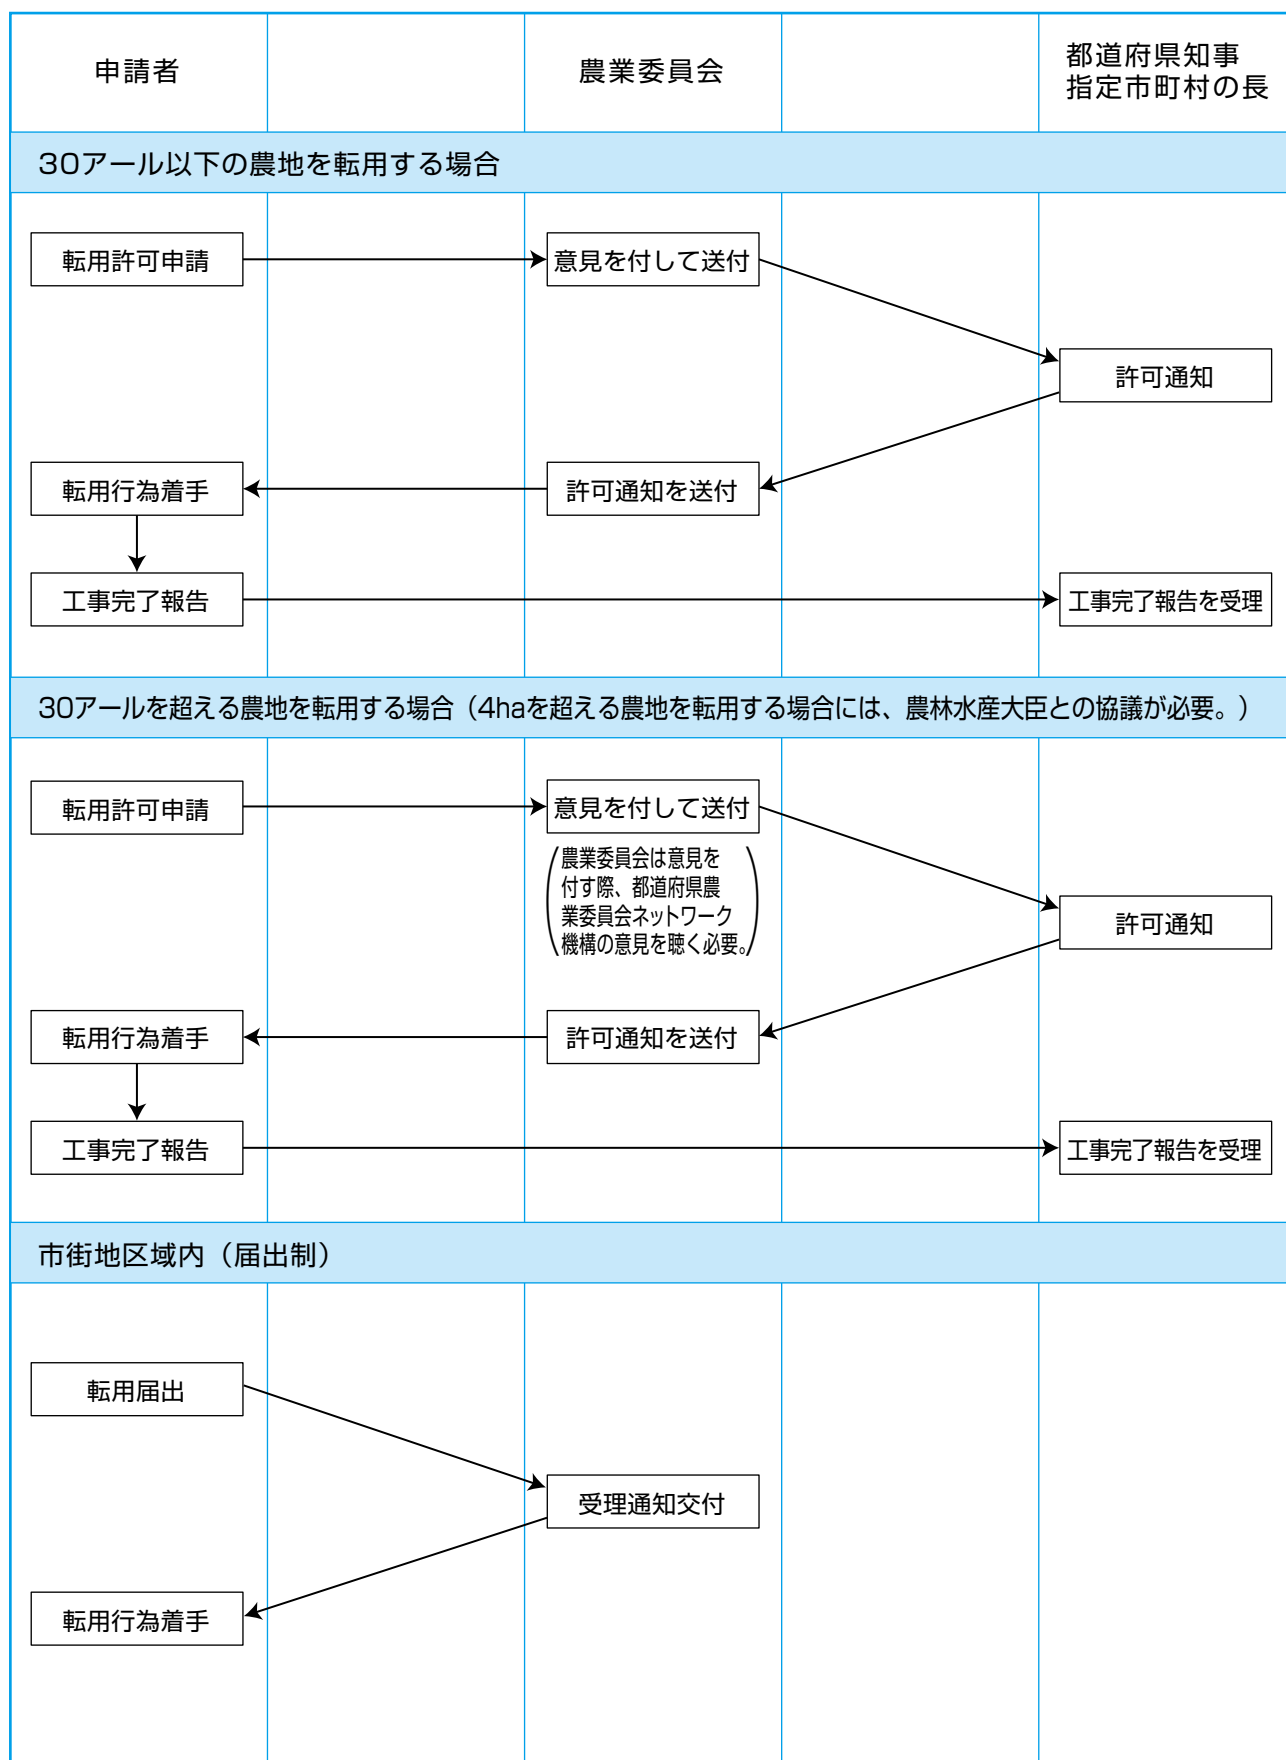 申請者
農業委員会
都道府県知事
指定市町村の長
30アール以下の農地を転用する場合
転用許可申請
意見を付して送付
許可通知
転用行為着手
許可通知を送付
工事完了報告
工事完了報告を受理
30アールを超える農地を転用する場合（4haを超える農地を転用する場合には、農林水産大臣との協議が必要。）
転用許可申請
意見を付して送付
農業委員会は意見を
付す際、都道府県農
業委員会ネットワーク
機構の意見を聴く必要。
許可通知
転用行為着手
許可通知を送付
工事完了報告
工事完了報告を受理
市街地区域内（届出制）
転用届出
受理通知交付
転用行為着手